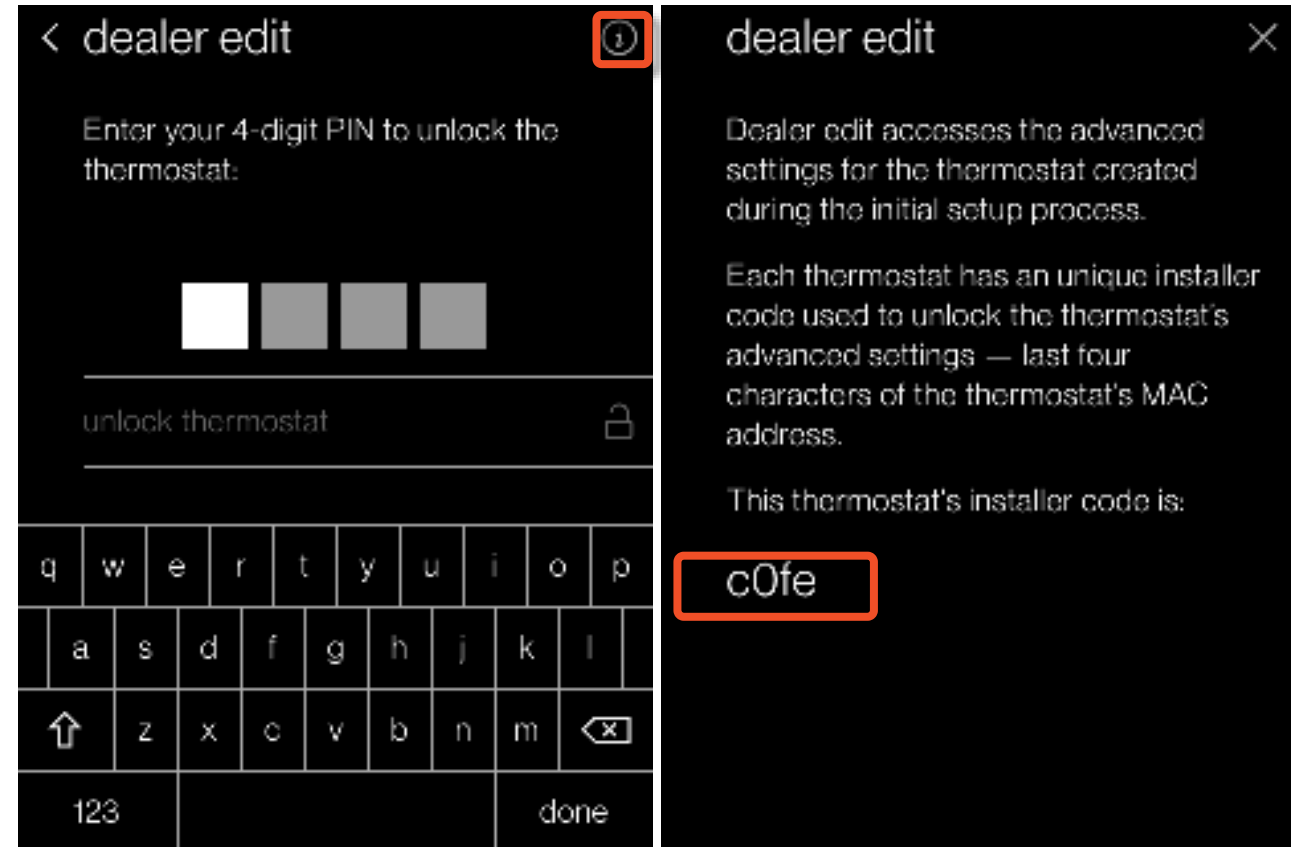 dealer edit
Enter your 4-digit PIN to unlock the
thermostat:
unlock thermostat
q w e r t y u i o p
a s d f g h j k l
z x c v b n m
123 done
dealer edit
Dealer edit accesses the advanced
settings for the thermostat created
during the initial setup process.
Each thermostat has an unique installer
code used to unlock the thermostat's
advanced settings — last four
characters of the thermostat's MAC
address.
This thermostat's installer code is:
c0fe